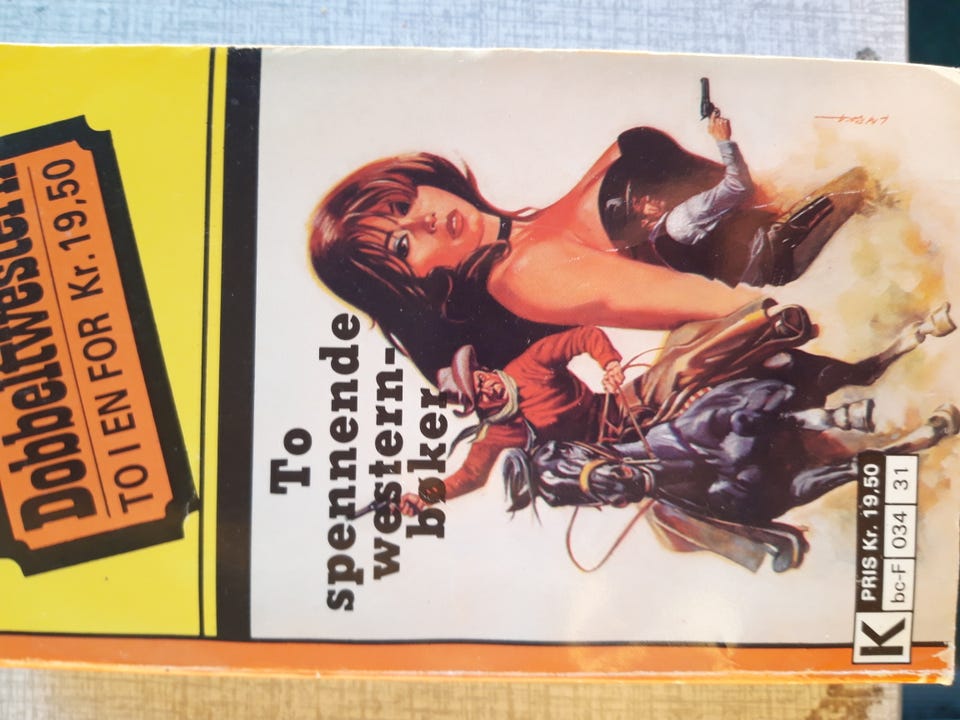 Dobbeltwestern
TO I EN FOR Kr. 19,50
To
spennende
western-
bøker
K
PRIS Kr. 19,50
bc-F 034 31